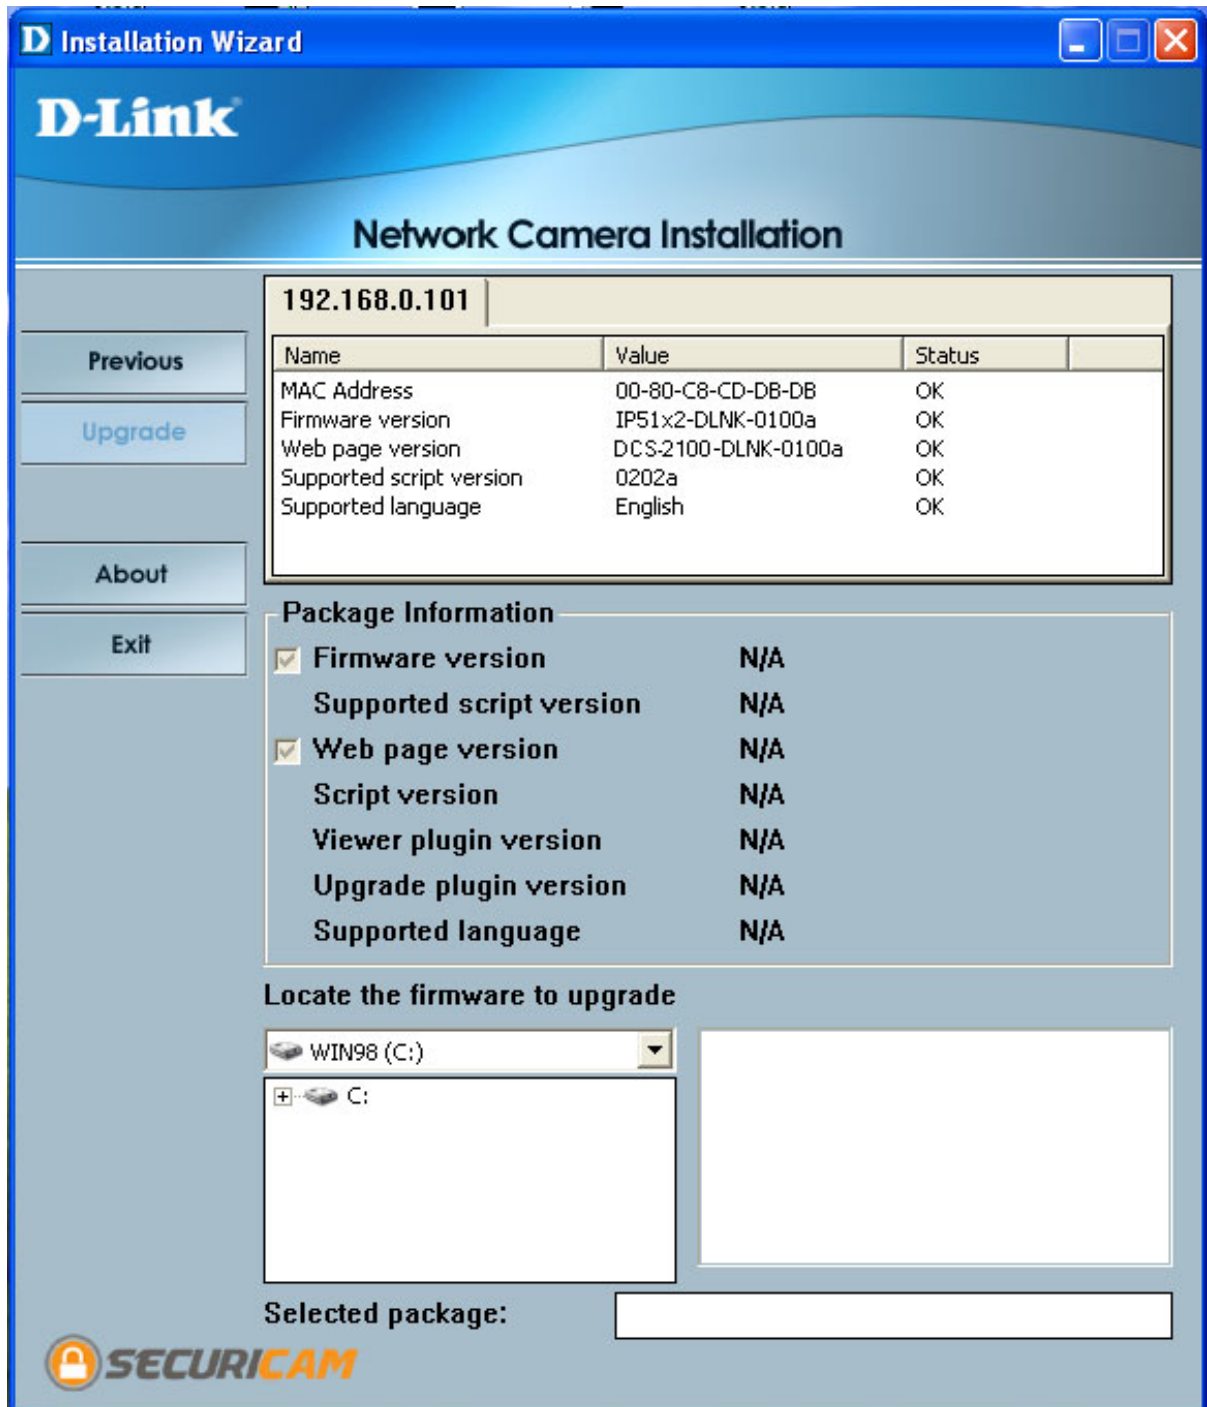 D Installation Wizard
D-Link
Network Camera Installation
192.168.0.101
Previous
Upgrade
About
Exit
Name Value Status
MAC Address 00-80-C8-CD-DB-DB OK
Firmware version IP51x2-DLNK-0100a OK
Web page version DCS-2100-DLNK-0100a OK
Supported script version 0202a OK
Supported language English OK
Package Information
Firmware version N/A
Supported script version N/A
Web page version N/A
Script version N/A
Viewer plugin version N/A
Upgrade plugin version N/A
Supported language N/A
Locate the firmware to upgrade
WIN98 (C:)
C:
Selected package:
SECURICAM